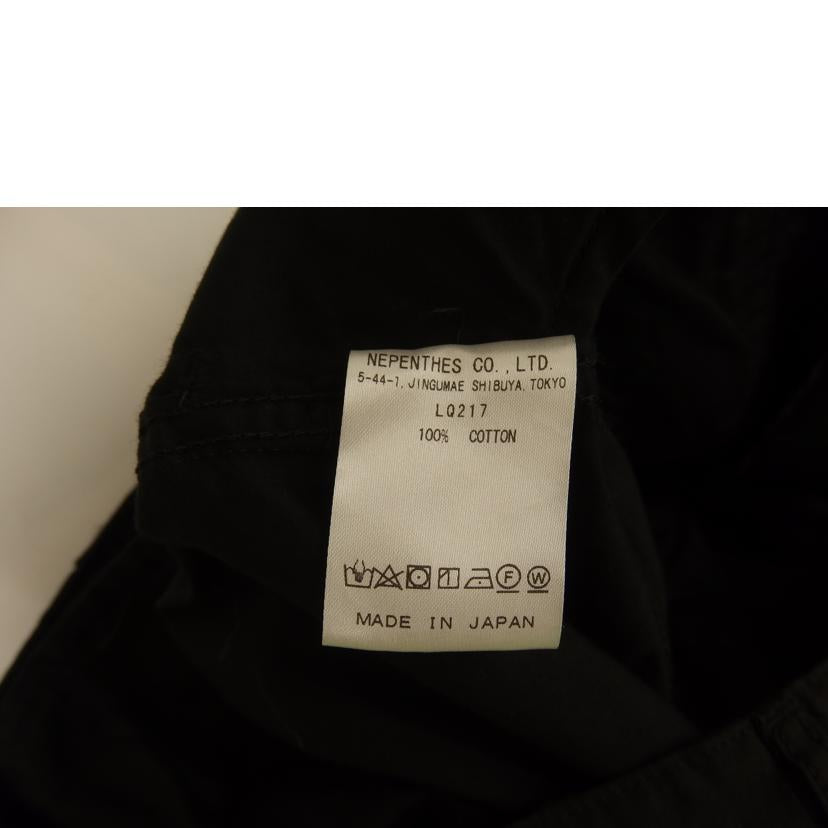 NEPENTHES CO.,LTD.
5-44-1, JINGUMAE SHIBUYA, TOKYO
LQ217
100% COTTON
F W
MADE IN JAPAN